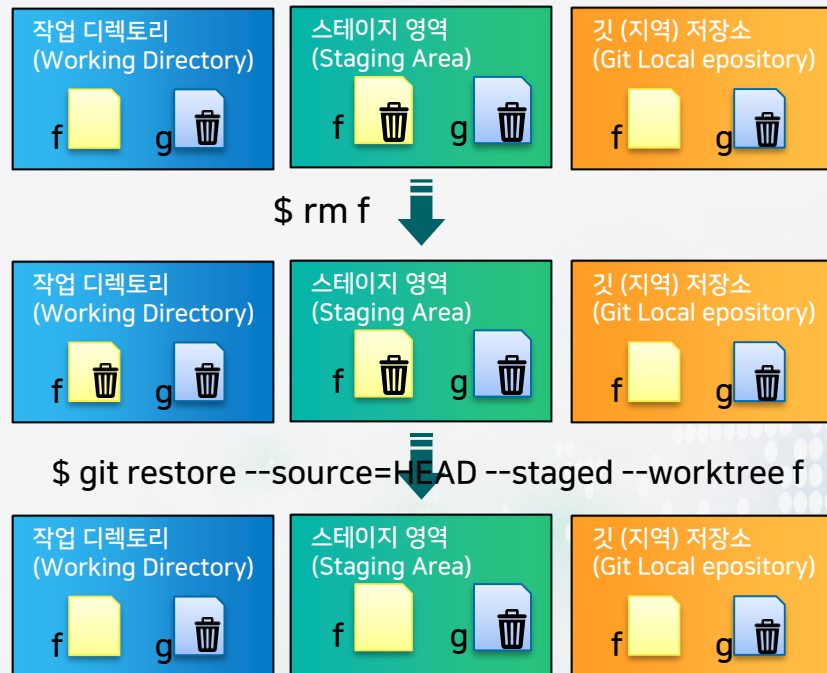 작업 디렉토리
(Working Directory)
f g
스테이지 영역
(Staging Area)
f g
깃 (지역) 저장소
(Git Local epository)
f g
$ rm f
작업 디렉토리
(Working Directory)
f g
스테이지 영역
(Staging Area)
f g
깃 (지역) 저장소
(Git Local epository)
f g
$ git restore --source=HEAD --staged --worktree f
작업 디렉토리
(Working Directory)
f g
스테이지 영역
(Staging Area)
f g
깃 (지역) 저장소
(Git Local epository)
f g